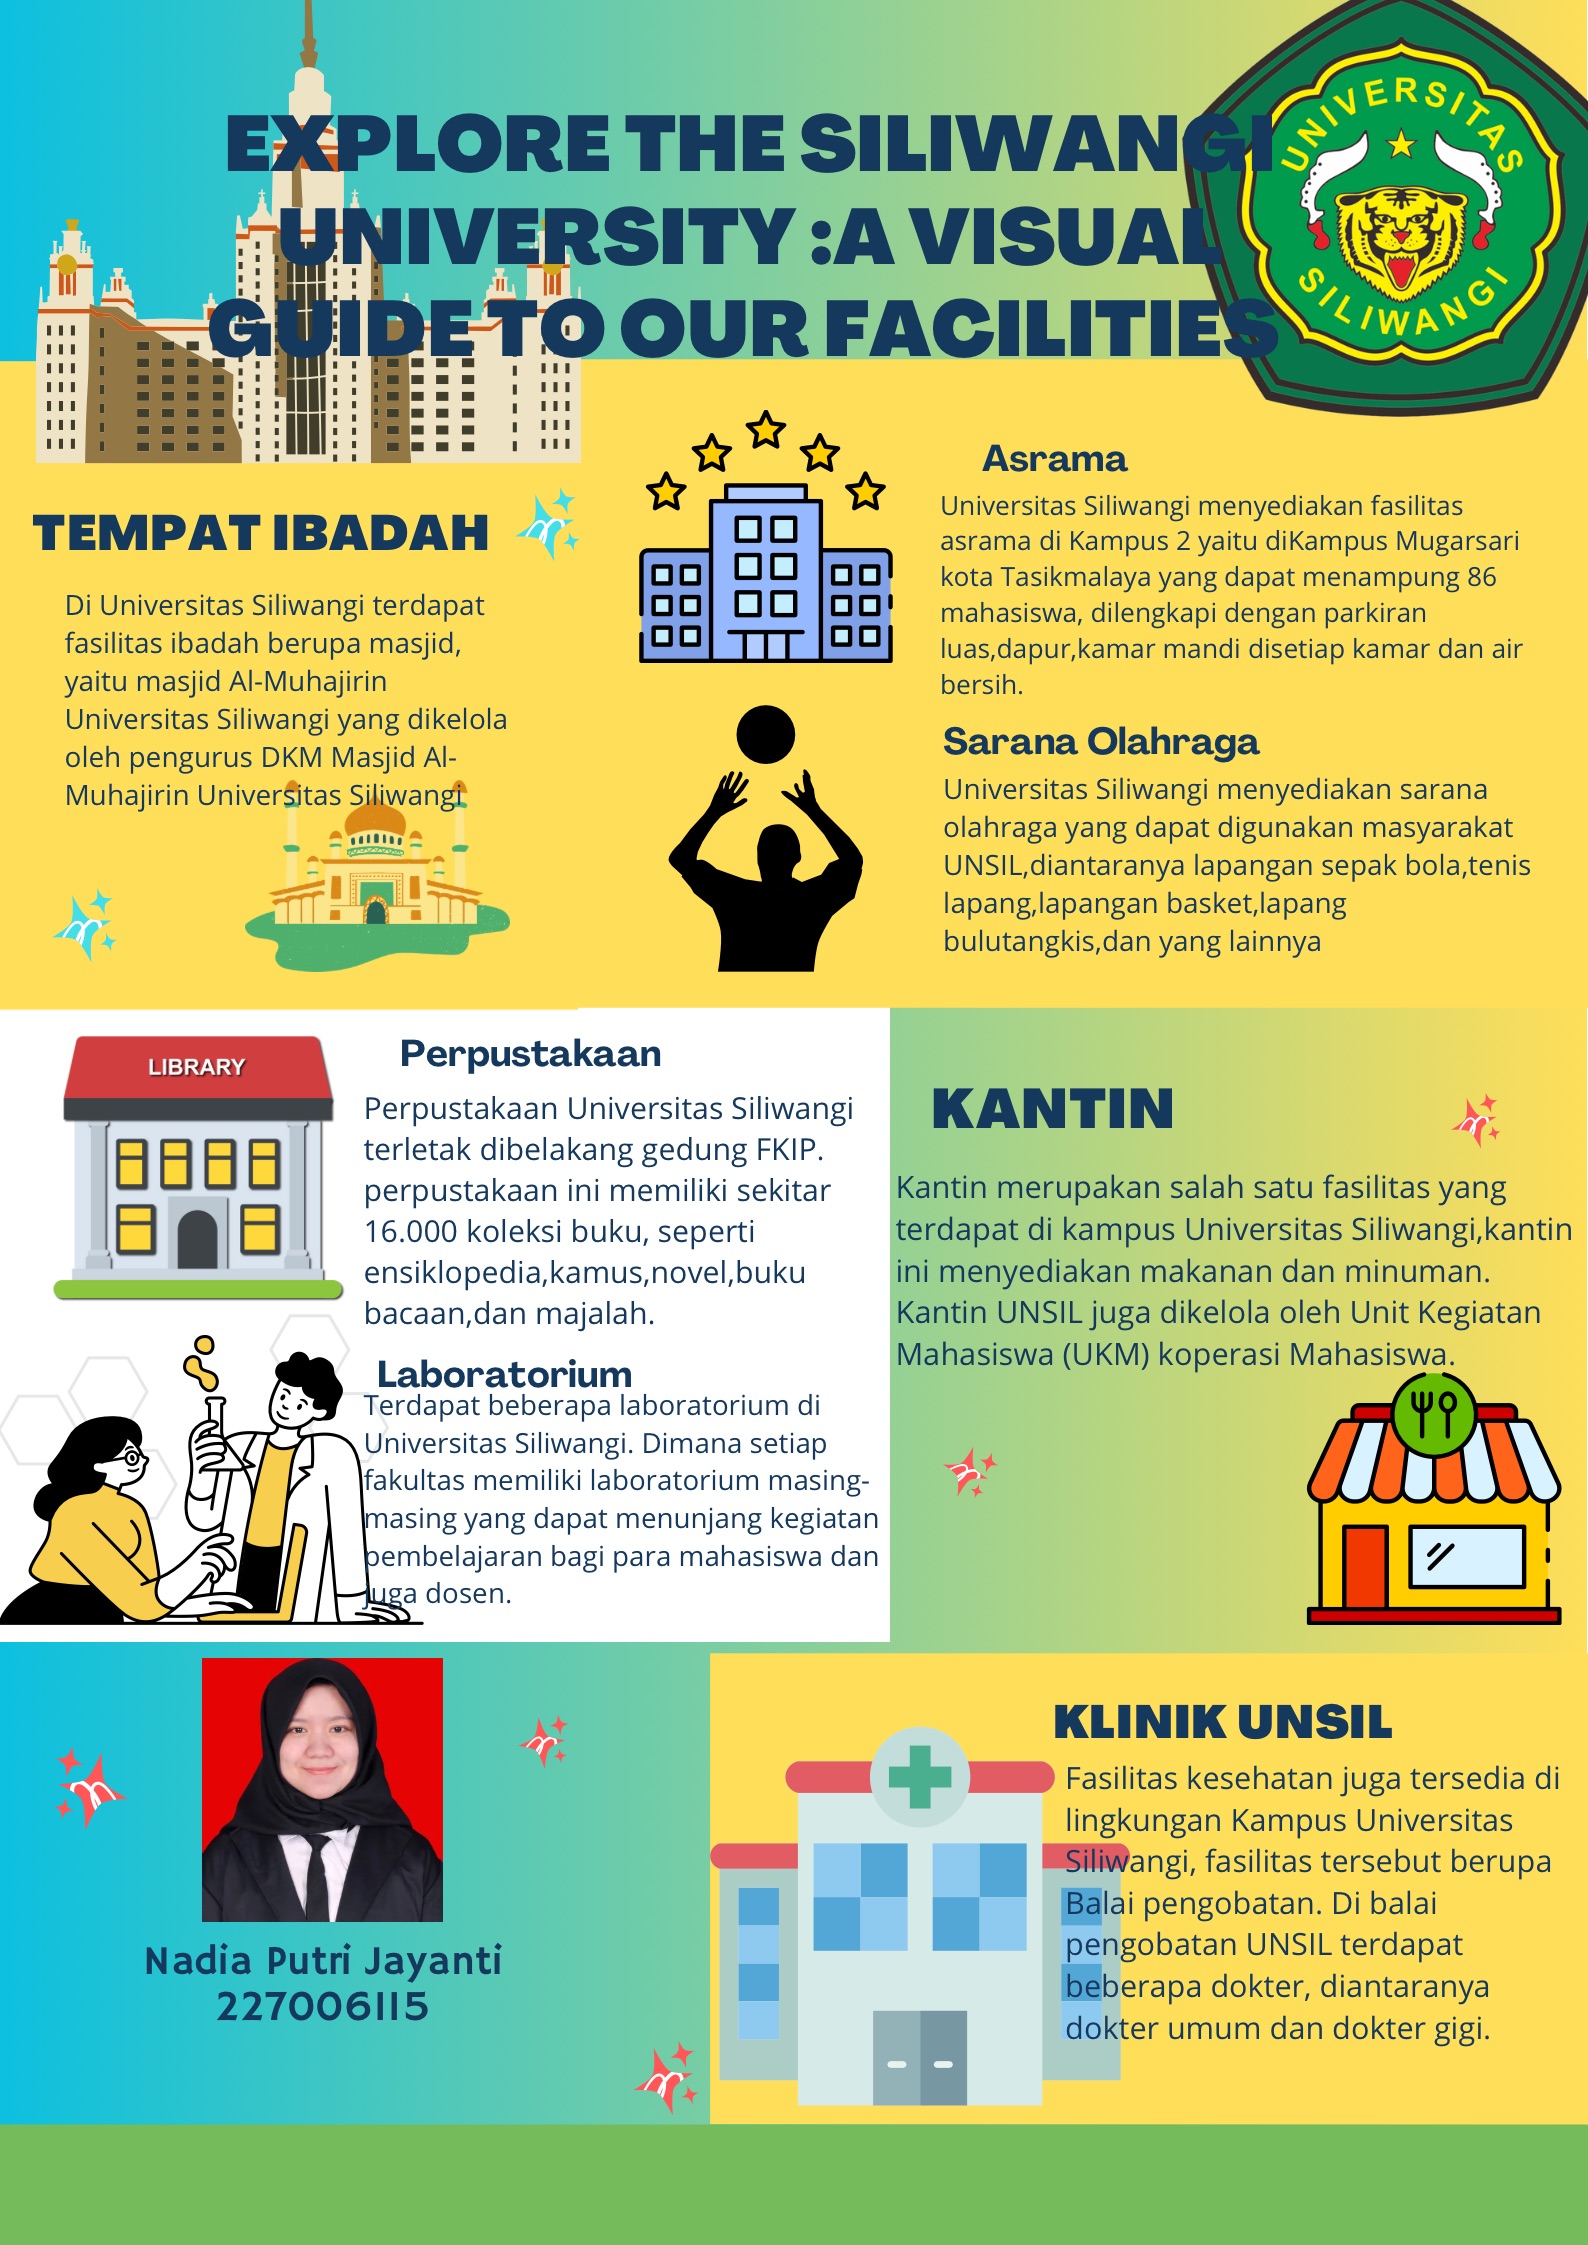 EXPLORE THE SILIWANGI
UNIVERSITY :A VISUAL
GUIDE TO OUR FACILITIES
UNIVERSITAS
SILIWANGI
TEMPAT IBADAH
Di Universitas Siliwangi terdapat
fasilitas ibadah berupa masjid,
yaitu masjid Al-Muhajirin
Universitas Siliwangi yang dikelola
oleh pengurus DKM Masjid Al-
Muhajirin Universitas Siliwangi
Asrama
Universitas Siliwangi menyediakan fasilitas
asrama di Kampus 2 yaitu diKampus Mugarsari
kota Tasikmalaya yang dapat menampung 86
mahasiswa, dilengkapi dengan parkiran
luas,dapur,kamar mandi disetiap kamar dan air
bersih.
Sarana Olahraga
Universitas Siliwangi menyediakan sarana
olahraga yang dapat digunakan masyarakat
UNSIL,diantaranya lapangan sepak bola,tenis
lapang,lapangan basket,lapang
bulutangkis,dan yang lainnya
LIBRARY
Perpustakaan
Perpustakaan Universitas Siliwangi
terletak dibelakang gedung FKIP.
perpustakaan ini memiliki sekitar
16.000 koleksi buku, seperti
ensiklopedia,kamus,novel,buku
bacaan,dan majalah.
Laboratorium
Terdapat beberapa laboratorium di
Universitas Siliwangi. Dimana setiap
fakultas memiliki laboratorium masing-
masing yang dapat menunjang kegiatan
pembelajaran bagi para mahasiswa dan
juga dosen.
KANTIN
Kantin merupakan salah satu fasilitas yang
terdapat di kampus Universitas Siliwangi,kantin
ini menyediakan makanan dan minuman.
Kantin UNSIL juga dikelola oleh Unit Kegiatan
Mahasiswa (UKM) koperasi Mahasiswa.
Nadia Putri Jayanti
227006115
KLINIK UNSIL
Fasilitas kesehatan juga tersedia di
lingkungan Kampus Universitas
Siliwangi, fasilitas tersebut berupa
Balai pengobatan. Di balai
pengobatan UNSIL terdapat
beberapa dokter, diantaranya
dokter umum dan dokter gigi.